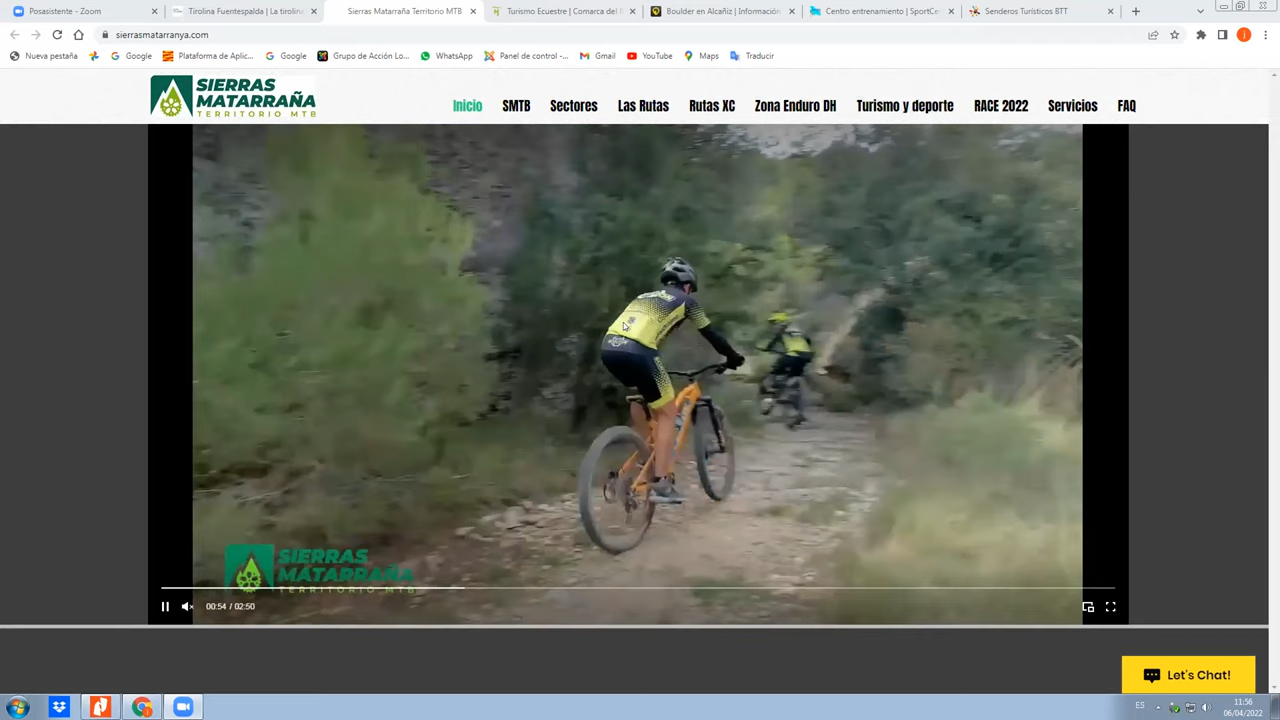 Posasistente - Zoom
Tirolina Fuentespalda | La tirolin
Sierras Matarraña Territorio MTB
Turismo Ecuestre | Comarca del
Boulder en Alcañiz | Información
Centro entrenamiento | SportCe
Senderos Turísticos BTT
sierrasmatarranya.com
Nueva pestaña
Google
Plataforma de Aplic...
Google
Grupo de Acción Lo...
WhatsApp
Panel de control -...
Gmail
YouTube
Maps
Traducir
SIERRAS
MATARRAÑA
TERRITORIO MTB
Inicio
SMTB
Sectores
Las Rutas
Rutas XC
Zona Enduro DH
Turismo y deporte
RACE 2022
Servicios
FAQ
SIERRAS
MATARRAÑA
TERRITORIO MTB
00:54 / 02:50
Let's Chat!
ES
11:56
06/04/2022